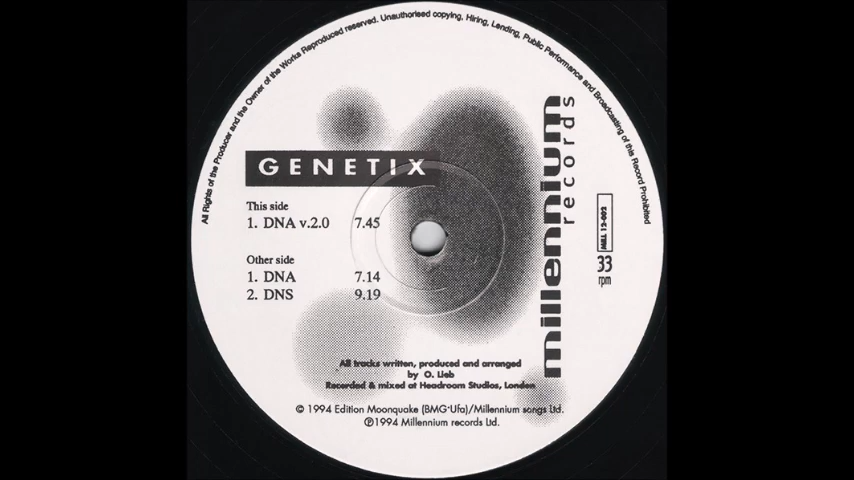 All Rights of the Producer and the Owner of the Works Reproduced reserved. Unauthorised copying, Hiring, Lending, Public Performance and Broadcasting of this Record Prohibited
GENETIX
This side
1. DNA v.2.0 7.45
Other side
1. DNA 7.14
2. DNS 9.19
millennium
records
MILL 12-002
33
rpm
All tracks written, produced and arranged
by O. Lieb
Recorded & mixed at Headroom Studios, London
© 1994 Edition Moonquake (BMG-Ufa)/Millennium songs Ltd.
℗1994 Millennium records Ltd.